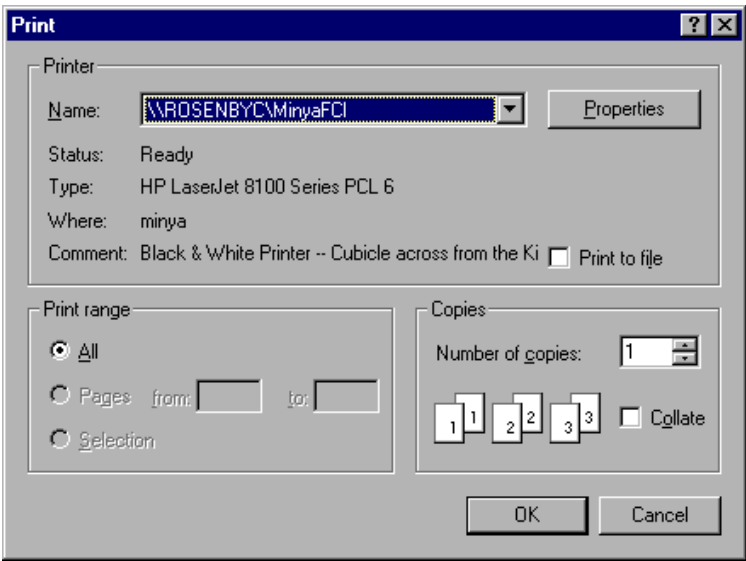 Print
Printer
Name: \\ROSENBYC\MinyaFCI Properties
Status: Ready
Type: HP LaserJet 8100 Series PCL 6
Where: minya
Comment: Black & White Printer -- Cubicle across from the Ki Print to file
Print range
All
Pages from: to:
Selection
Copies
Number of copies: 1
1 1 2 2 3 3 Collate
OK Cancel